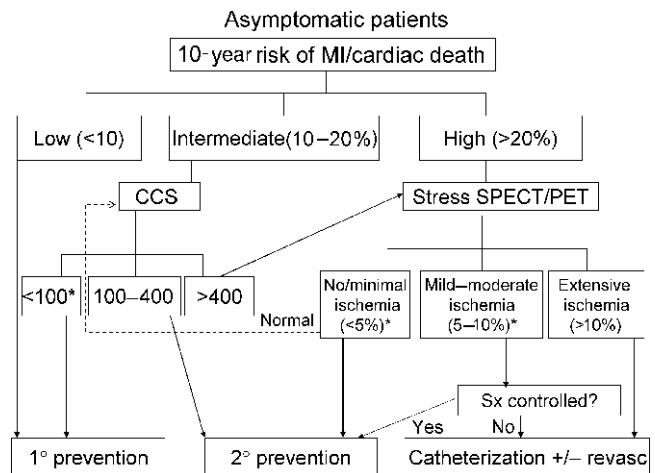 Asymptomatic patients
10-year risk of MI/cardiac death
Low (<10)
Intermediate(10–20%)
High (>20%)
CCS
Stress SPECT/PET
<100*
100–400
>400
Normal
No/minimal
ischemia
(<5%)*
Mild–moderate
ischemia
(5–10%)*
Extensive
ischemia
(>10%)
Sx controlled?
Yes
No
1° prevention
2° prevention
Catheterization +/– revasc